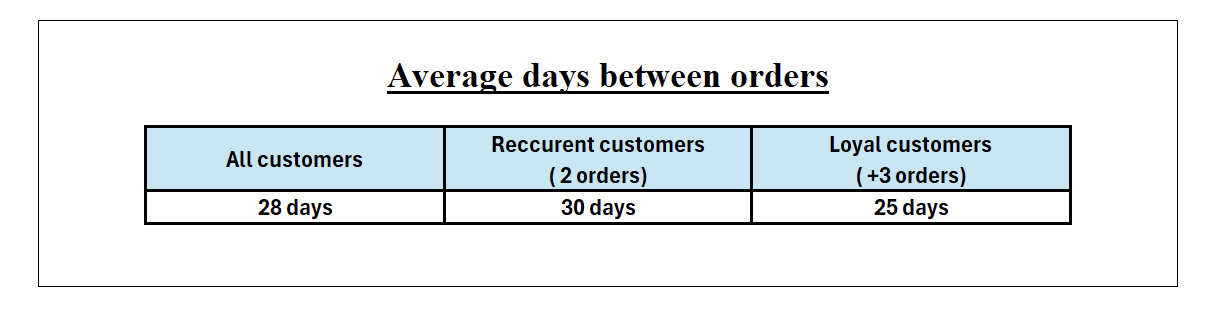 Average days between orders
All customers
Reccurent customers
( 2 orders)
Loyal customers
( +3 orders)
28 days
30 days
25 days